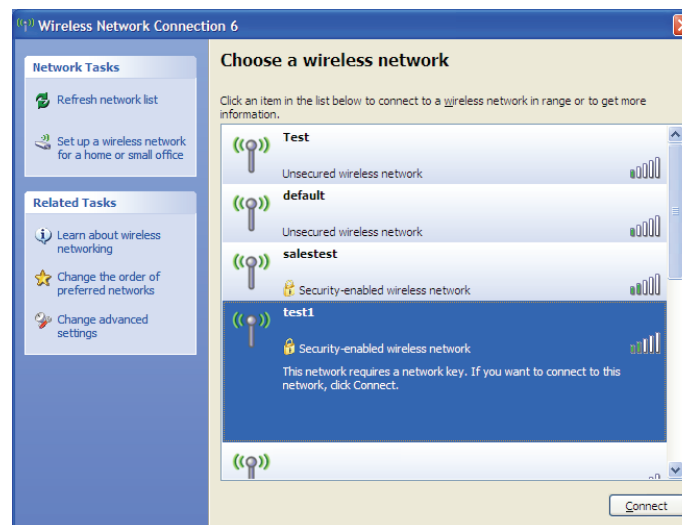 Wireless Network Connection 6
Network Tasks
Refresh network list
Set up a wireless network
for a home or small office
Related Tasks
Learn about wireless
networking
Change the order of
preferred networks
Change advanced
settings
Choose a wireless network
Click an item in the list below to connect to a wireless network in range or to get more
information.
Test
Unsecured wireless network
default
Unsecured wireless network
salestest
Security-enabled wireless network
test1
Security-enabled wireless network
This network requires a network key. If you want to connect to this
network, click Connect.
Connect